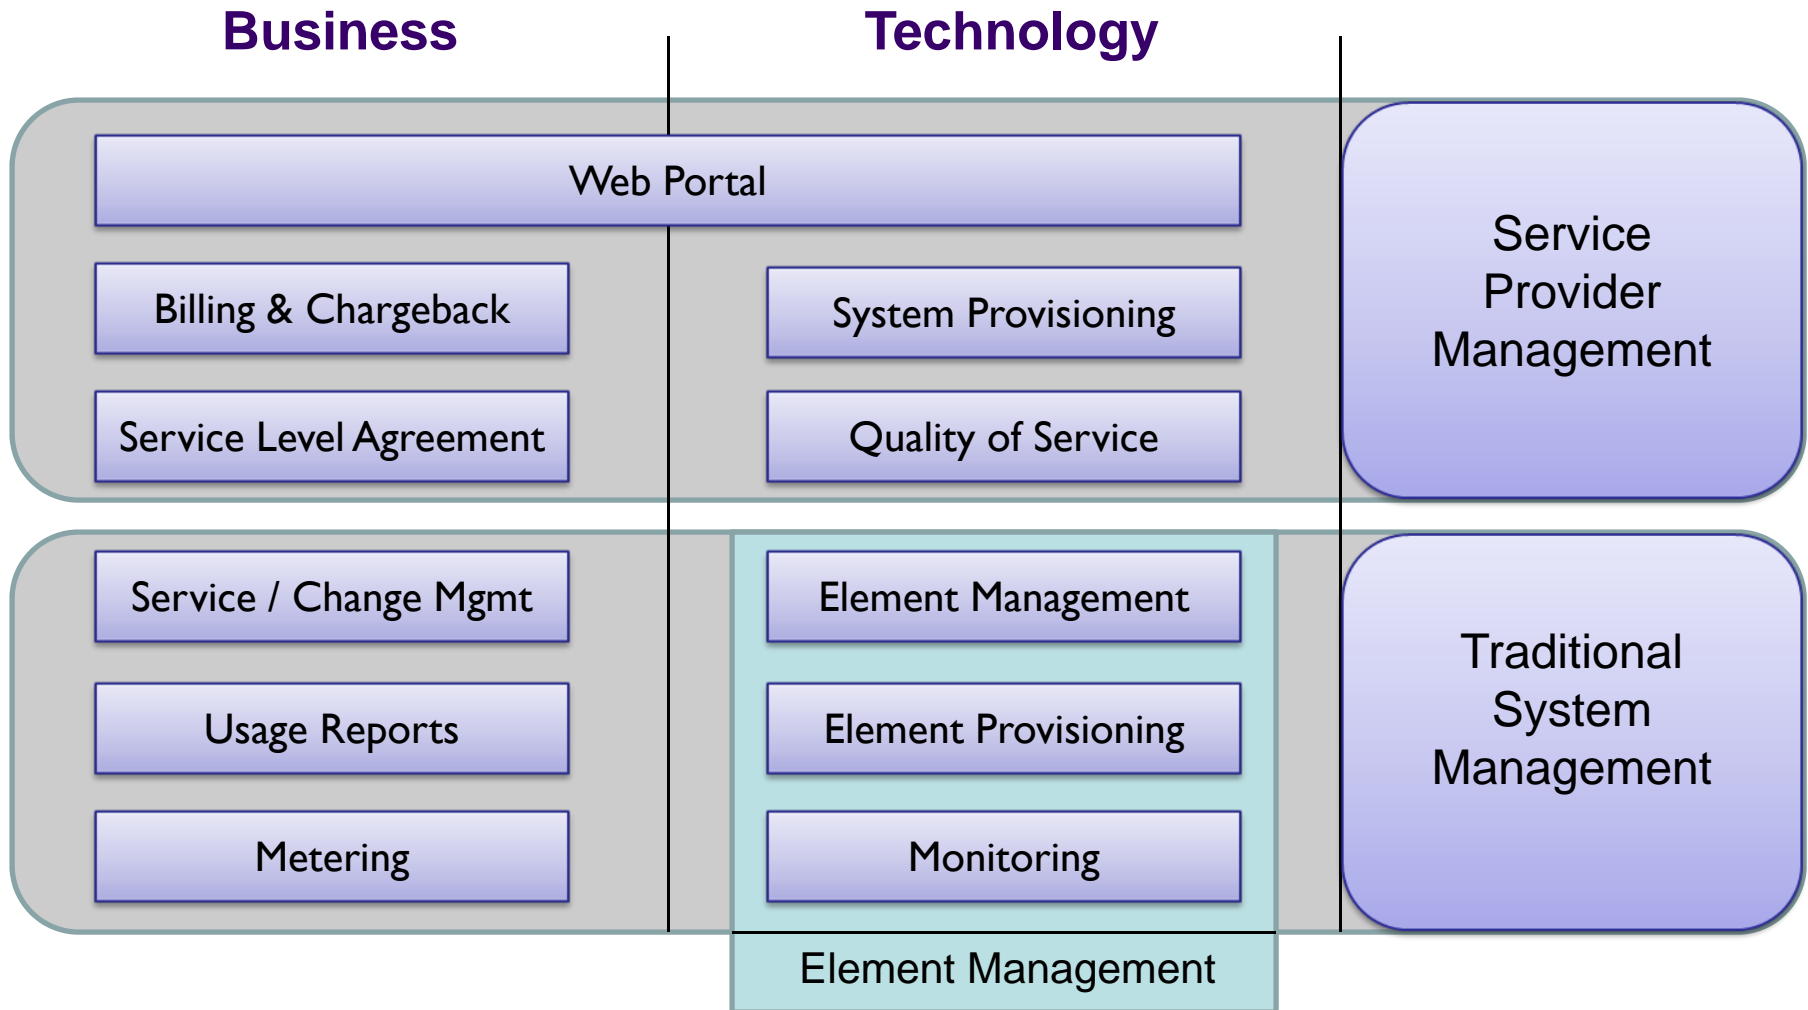 Business
Technology
Web Portal
Billing & Chargeback
System Provisioning
Service Level Agreement
Quality of Service
Service
Provider
Management
Service / Change Mgmt
Element Management
Usage Reports
Element Provisioning
Metering
Monitoring
Traditional
System
Management
Element Management